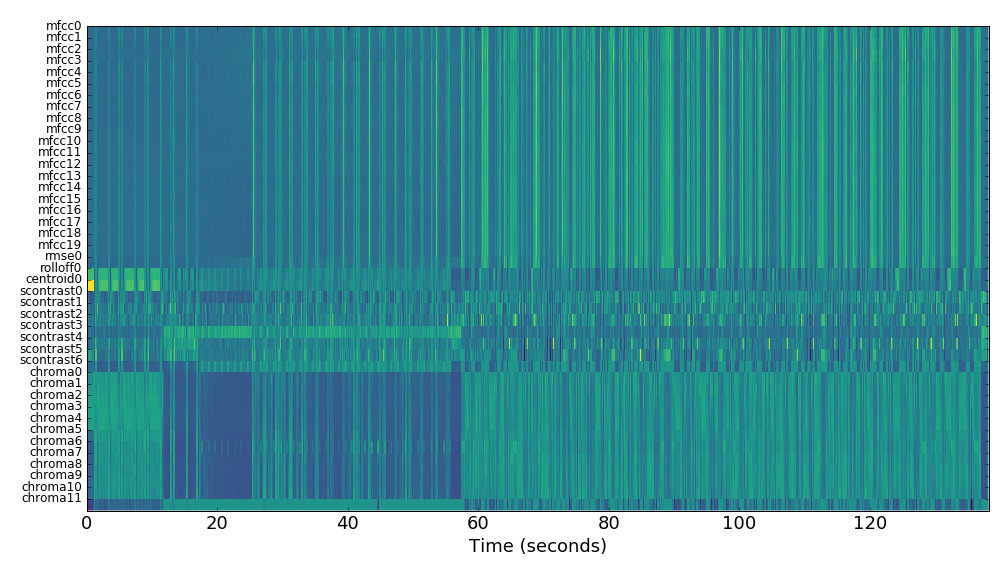 mfcc0
mfcc1
mfcc2
mfcc3
mfcc4
mfcc5
mfcc6
mfcc7
mfcc8
mfcc9
mfcc10
mfcc11
mfcc12
mfcc13
mfcc14
mfcc15
mfcc16
mfcc17
mfcc18
mfcc19
rmse0
rolloff0
centroid0
scontrast0
scontrast1
scontrast2
scontrast3
scontrast4
scontrast5
scontrast6
chroma0
chroma1
chroma2
chroma3
chroma4
chroma5
chroma6
chroma7
chroma8
chroma9
chroma10
chroma11
0 20 40 60 80 100 120
Time (seconds)